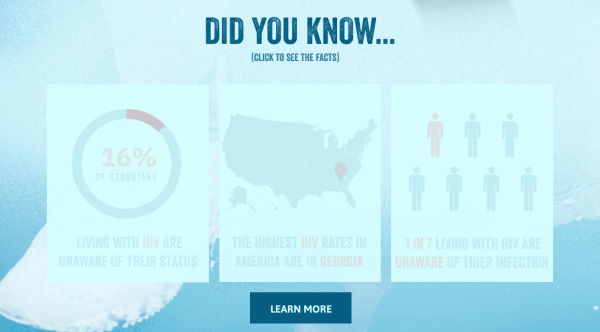 DID YOU KNOW...
(CLICK TO SEE THE FACTS)
16%
OF GEORGIANS
LIVING WITH HIV ARE
UNAWARE OF THEIR STATUS
THE HIGHEST HIV RATES IN
AMERICA ARE IN GEORGIA
1 IN 7 LIVING WITH HIV ARE
UNAWARE OF THIER INFECTION
LEARN MORE